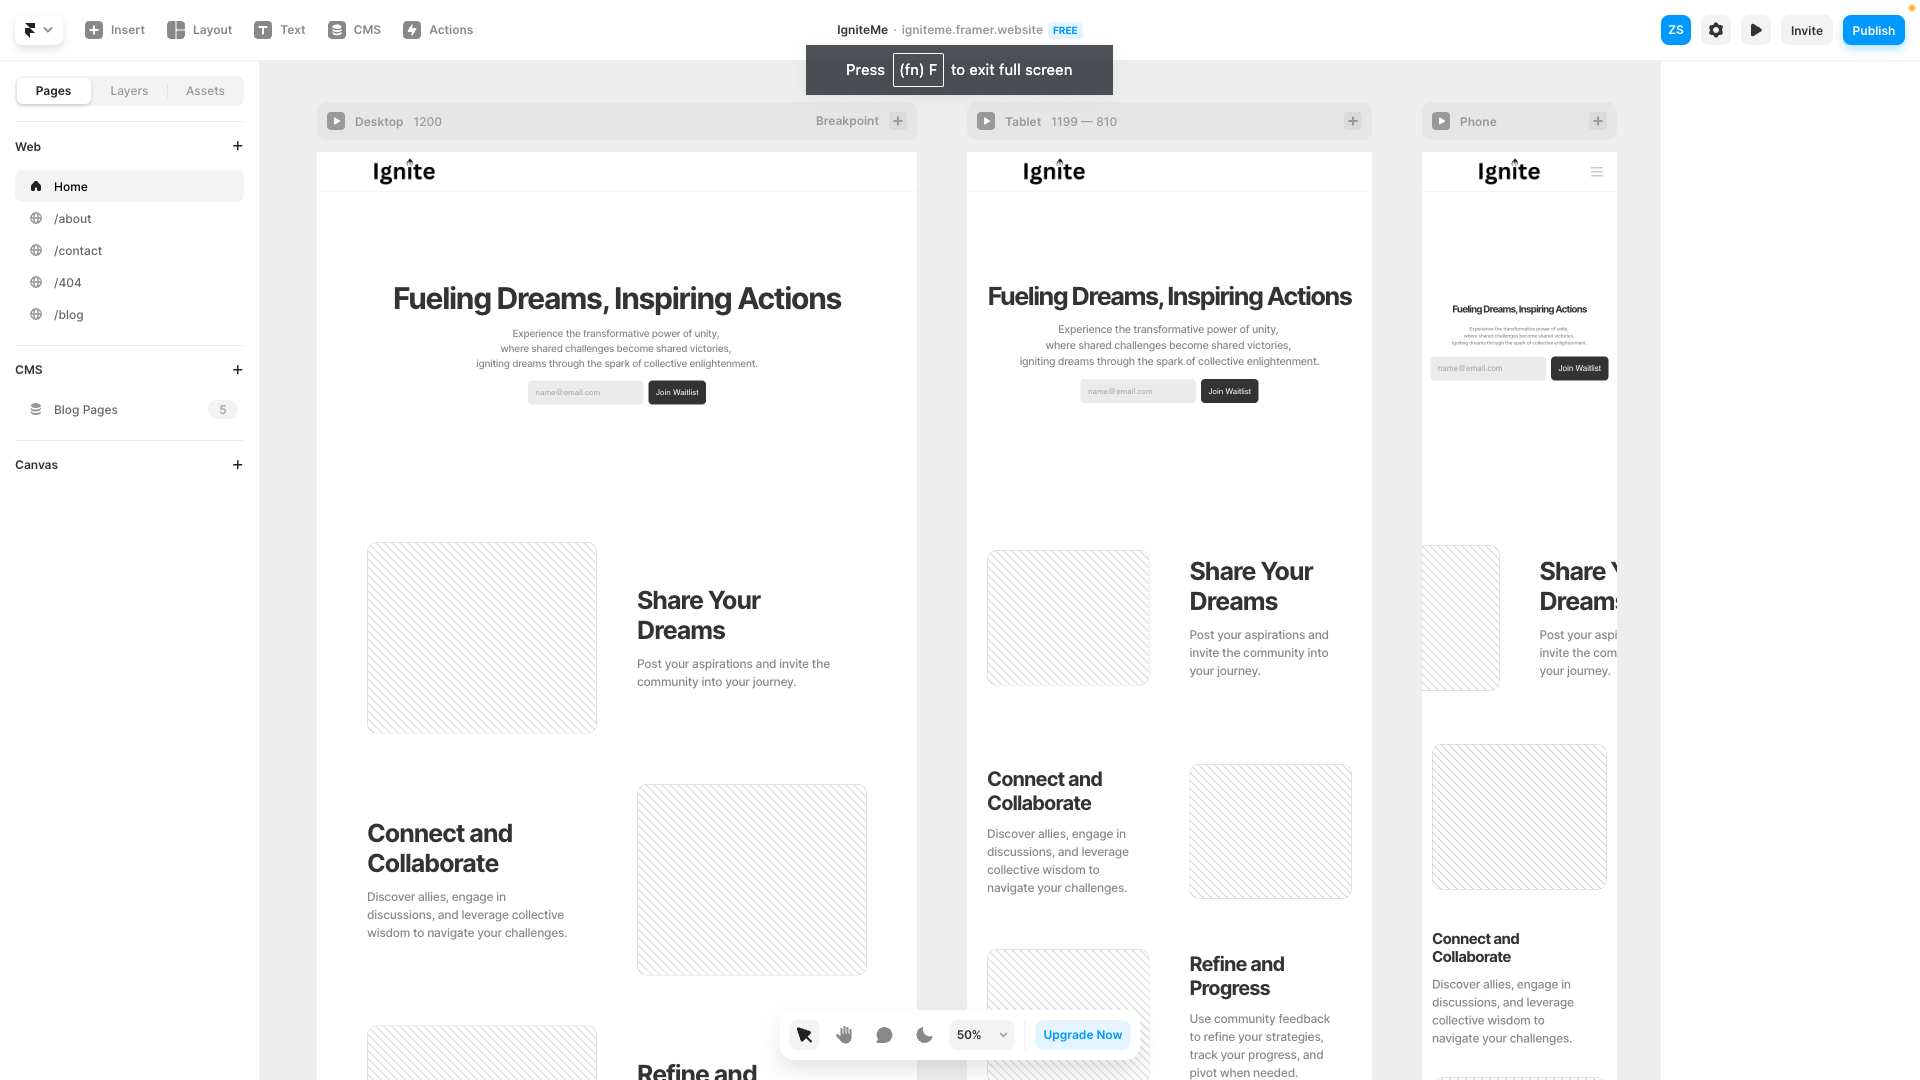 Insert
Layout
Text
CMS
Actions
IgniteMe · igniteme.framer.website FREE
ZS
Invite
Publish
Press (fn) F to exit full screen
Pages
Layers
Assets
Web
Home
/about
/contact
/404
/blog
CMS
Blog Pages 5
Canvas
Desktop 1200
Breakpoint
Ignite
Fueling Dreams, Inspiring Actions
Experience the transformative power of unity,
where shared challenges become shared victories,
igniting dreams through the spark of collective enlightenment.
name@email.com
Join Waitlist
Share Your
Dreams
Post your aspirations and invite the
community into your journey.
Connect and
Collaborate
Discover allies, engage in
discussions, and leverage collective
wisdom to navigate your challenges.
Refine and
Tablet 1199 — 810
Ignite
Fueling Dreams, Inspiring Actions
Experience the transformative power of unity,
where shared challenges become shared victories,
igniting dreams through the spark of collective enlightenment.
name@email.com
Join Waitlist
Share Your
Dreams
Post your aspirations and
invite the community into
your journey.
Connect and
Collaborate
Discover allies, engage in
discussions, and leverage
collective wisdom to
navigate your challenges.
Refine and
Progress
Use community feedback
to refine your strategies,
track your progress, and
pivot when needed.
Phone
Ignite
Fueling Dreams, Inspiring Actions
Experience the transformative power of unity,
where shared challenges become shared victories,
igniting dreams through the spark of collective enlightenment.
name@email.com
Join Waitlist
Share Y
Dreams
Post your aspi
invite the com
your journey.
Connect and
Collaborate
Discover allies, engage in
discussions, and leverage
collective wisdom to
navigate your challenges.
50%
Upgrade Now